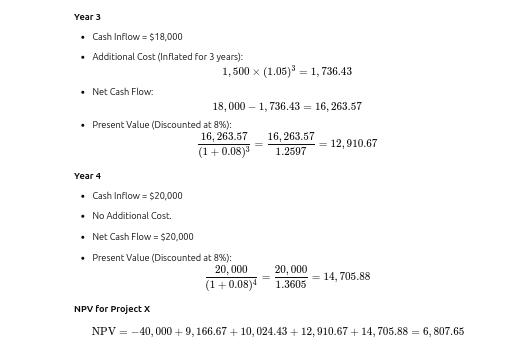 Year 3
• Cash Inflow = $18,000
• Additional Cost (Inflated for 3 years):
1,500 × (1.05)³ = 1,736.43
• Net Cash Flow:
18,000 − 1,736.43 = 16,263.57
• Present Value (Discounted at 8%):
16,263.57 / (1 + 0.08)³ = 16,263.57 / 1.2597 = 12,910.67
Year 4
• Cash Inflow = $20,000
• No Additional Cost.
• Net Cash Flow = $20,000
• Present Value (Discounted at 8%):
20,000 / (1 + 0.08)⁴ = 20,000 / 1.3605 = 14,705.88
NPV for Project X
NPV = −40,000 + 9,166.67 + 10,024.43 + 12,910.67 + 14,705.88 = 6,807.65